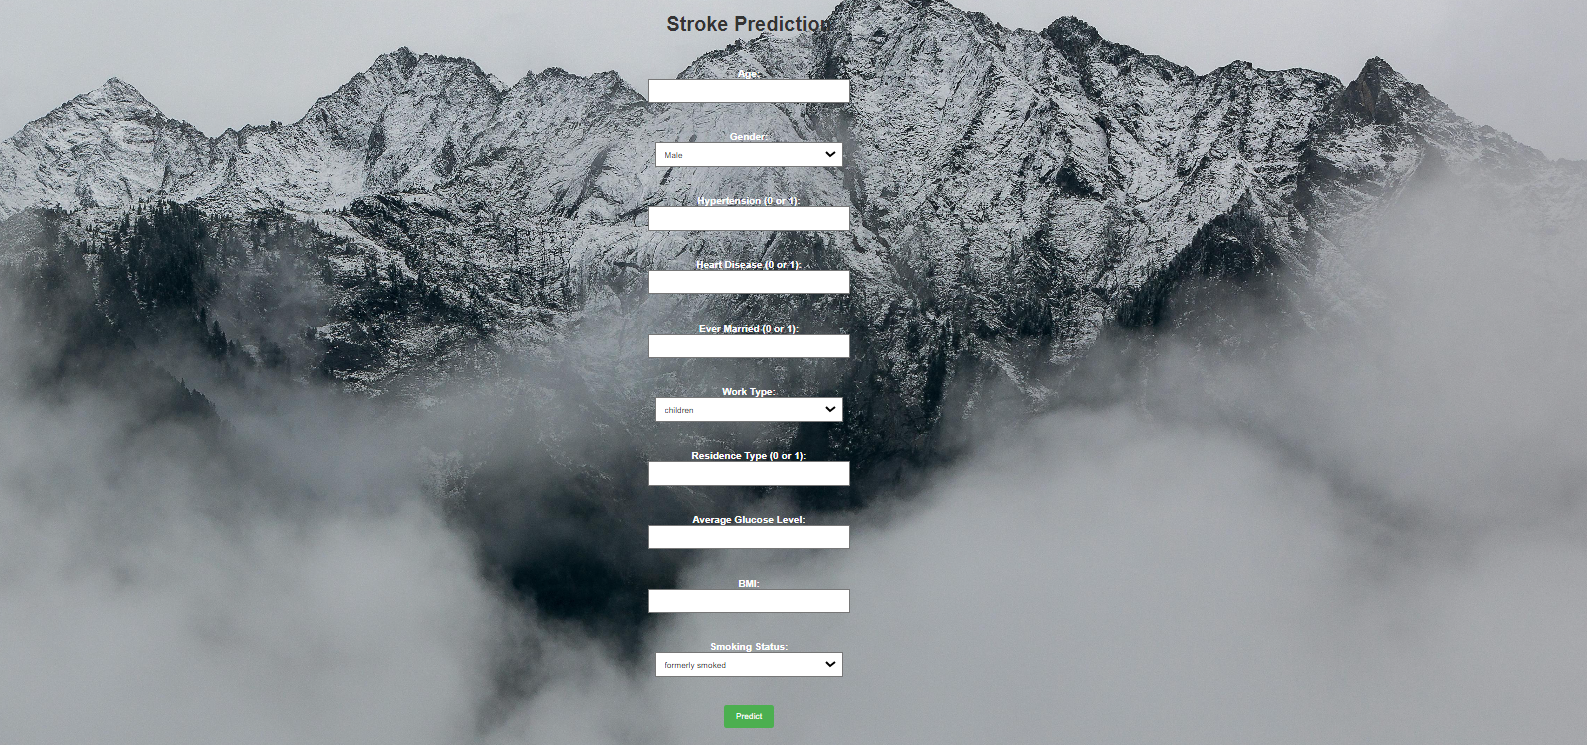 Stroke Prediction
Age:
Gender:
Male
Hypertension (0 or 1):
Heart Disease (0 or 1):
Ever Married (0 or 1):
Work Type:
children
Residence Type (0 or 1):
Average Glucose Level:
BMI:
Smoking Status:
formerly smoked
Predict